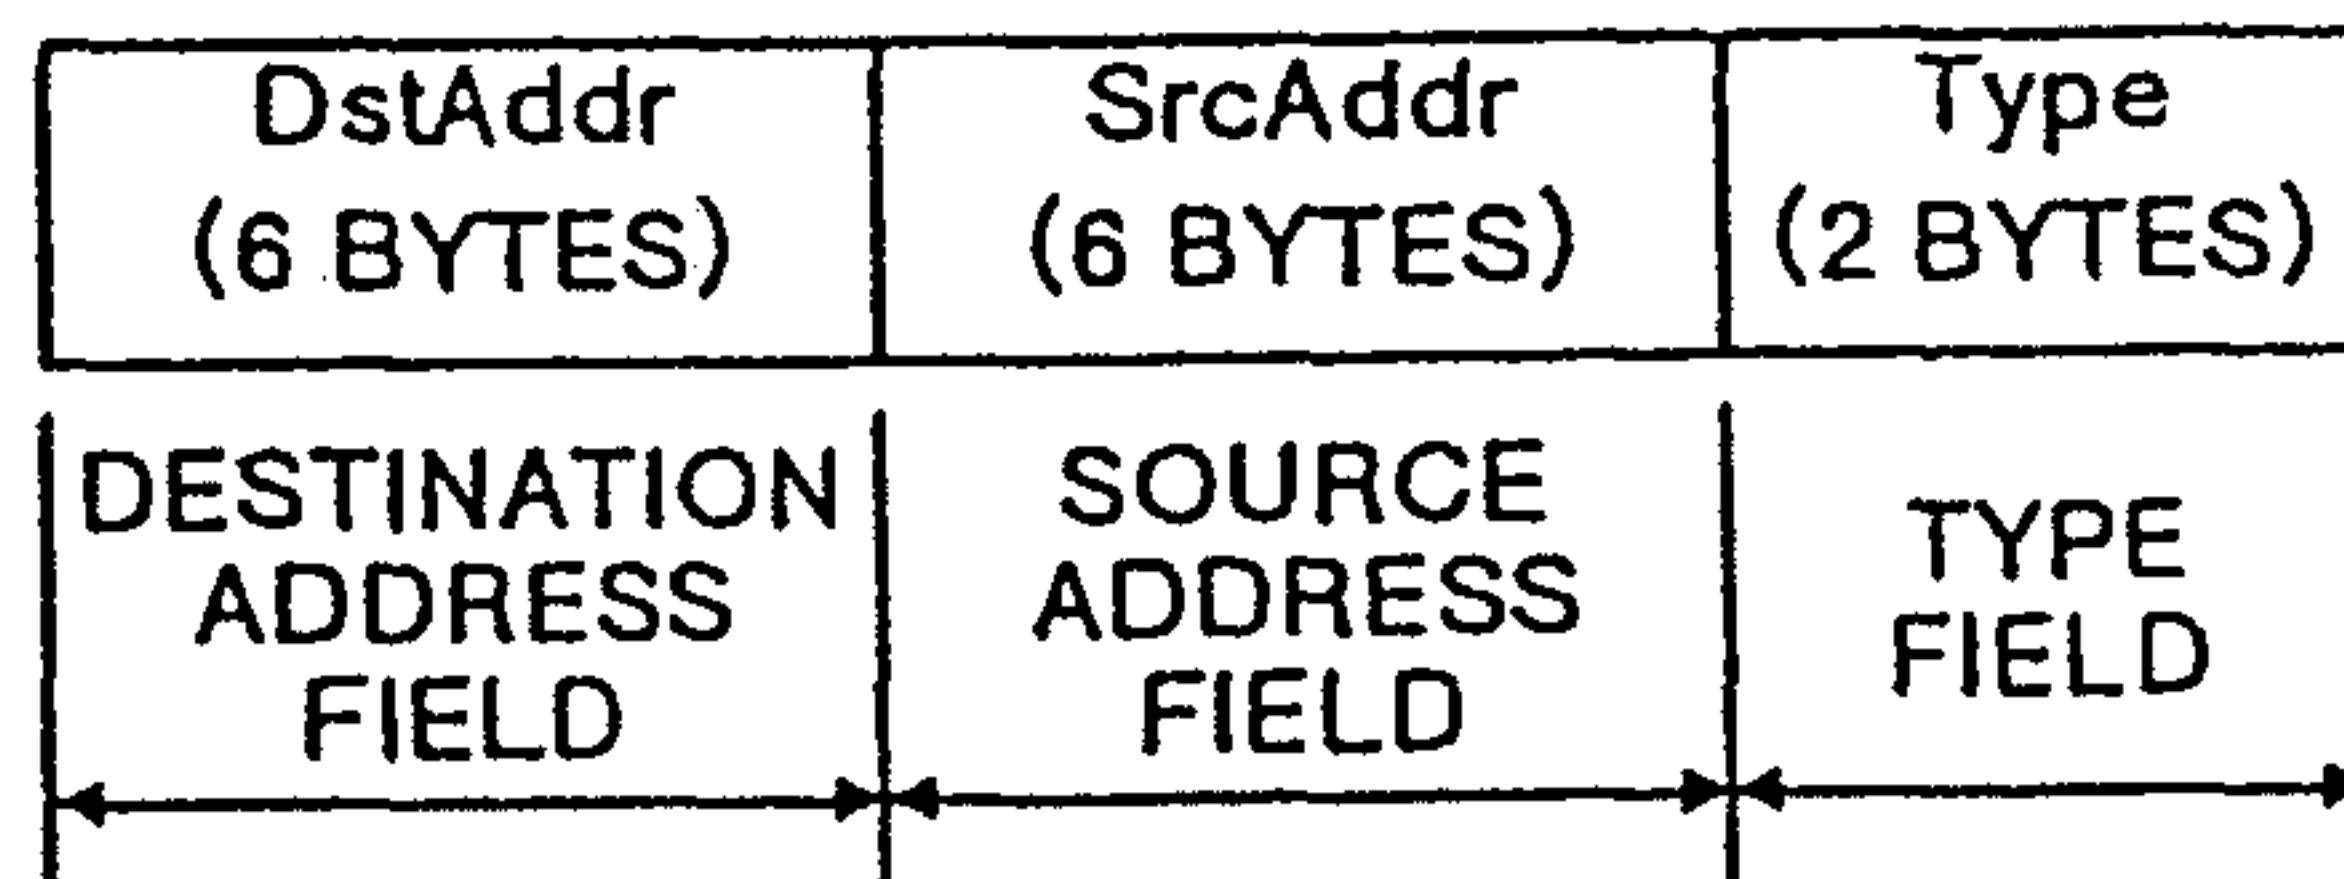 DstAddr
(6 BYTES)
SrcAddr
(6 BYTES)
Type
(2 BYTES)
DESTINATION
ADDRESS
FIELD
SOURCE
ADDRESS
FIELD
TYPE
FIELD